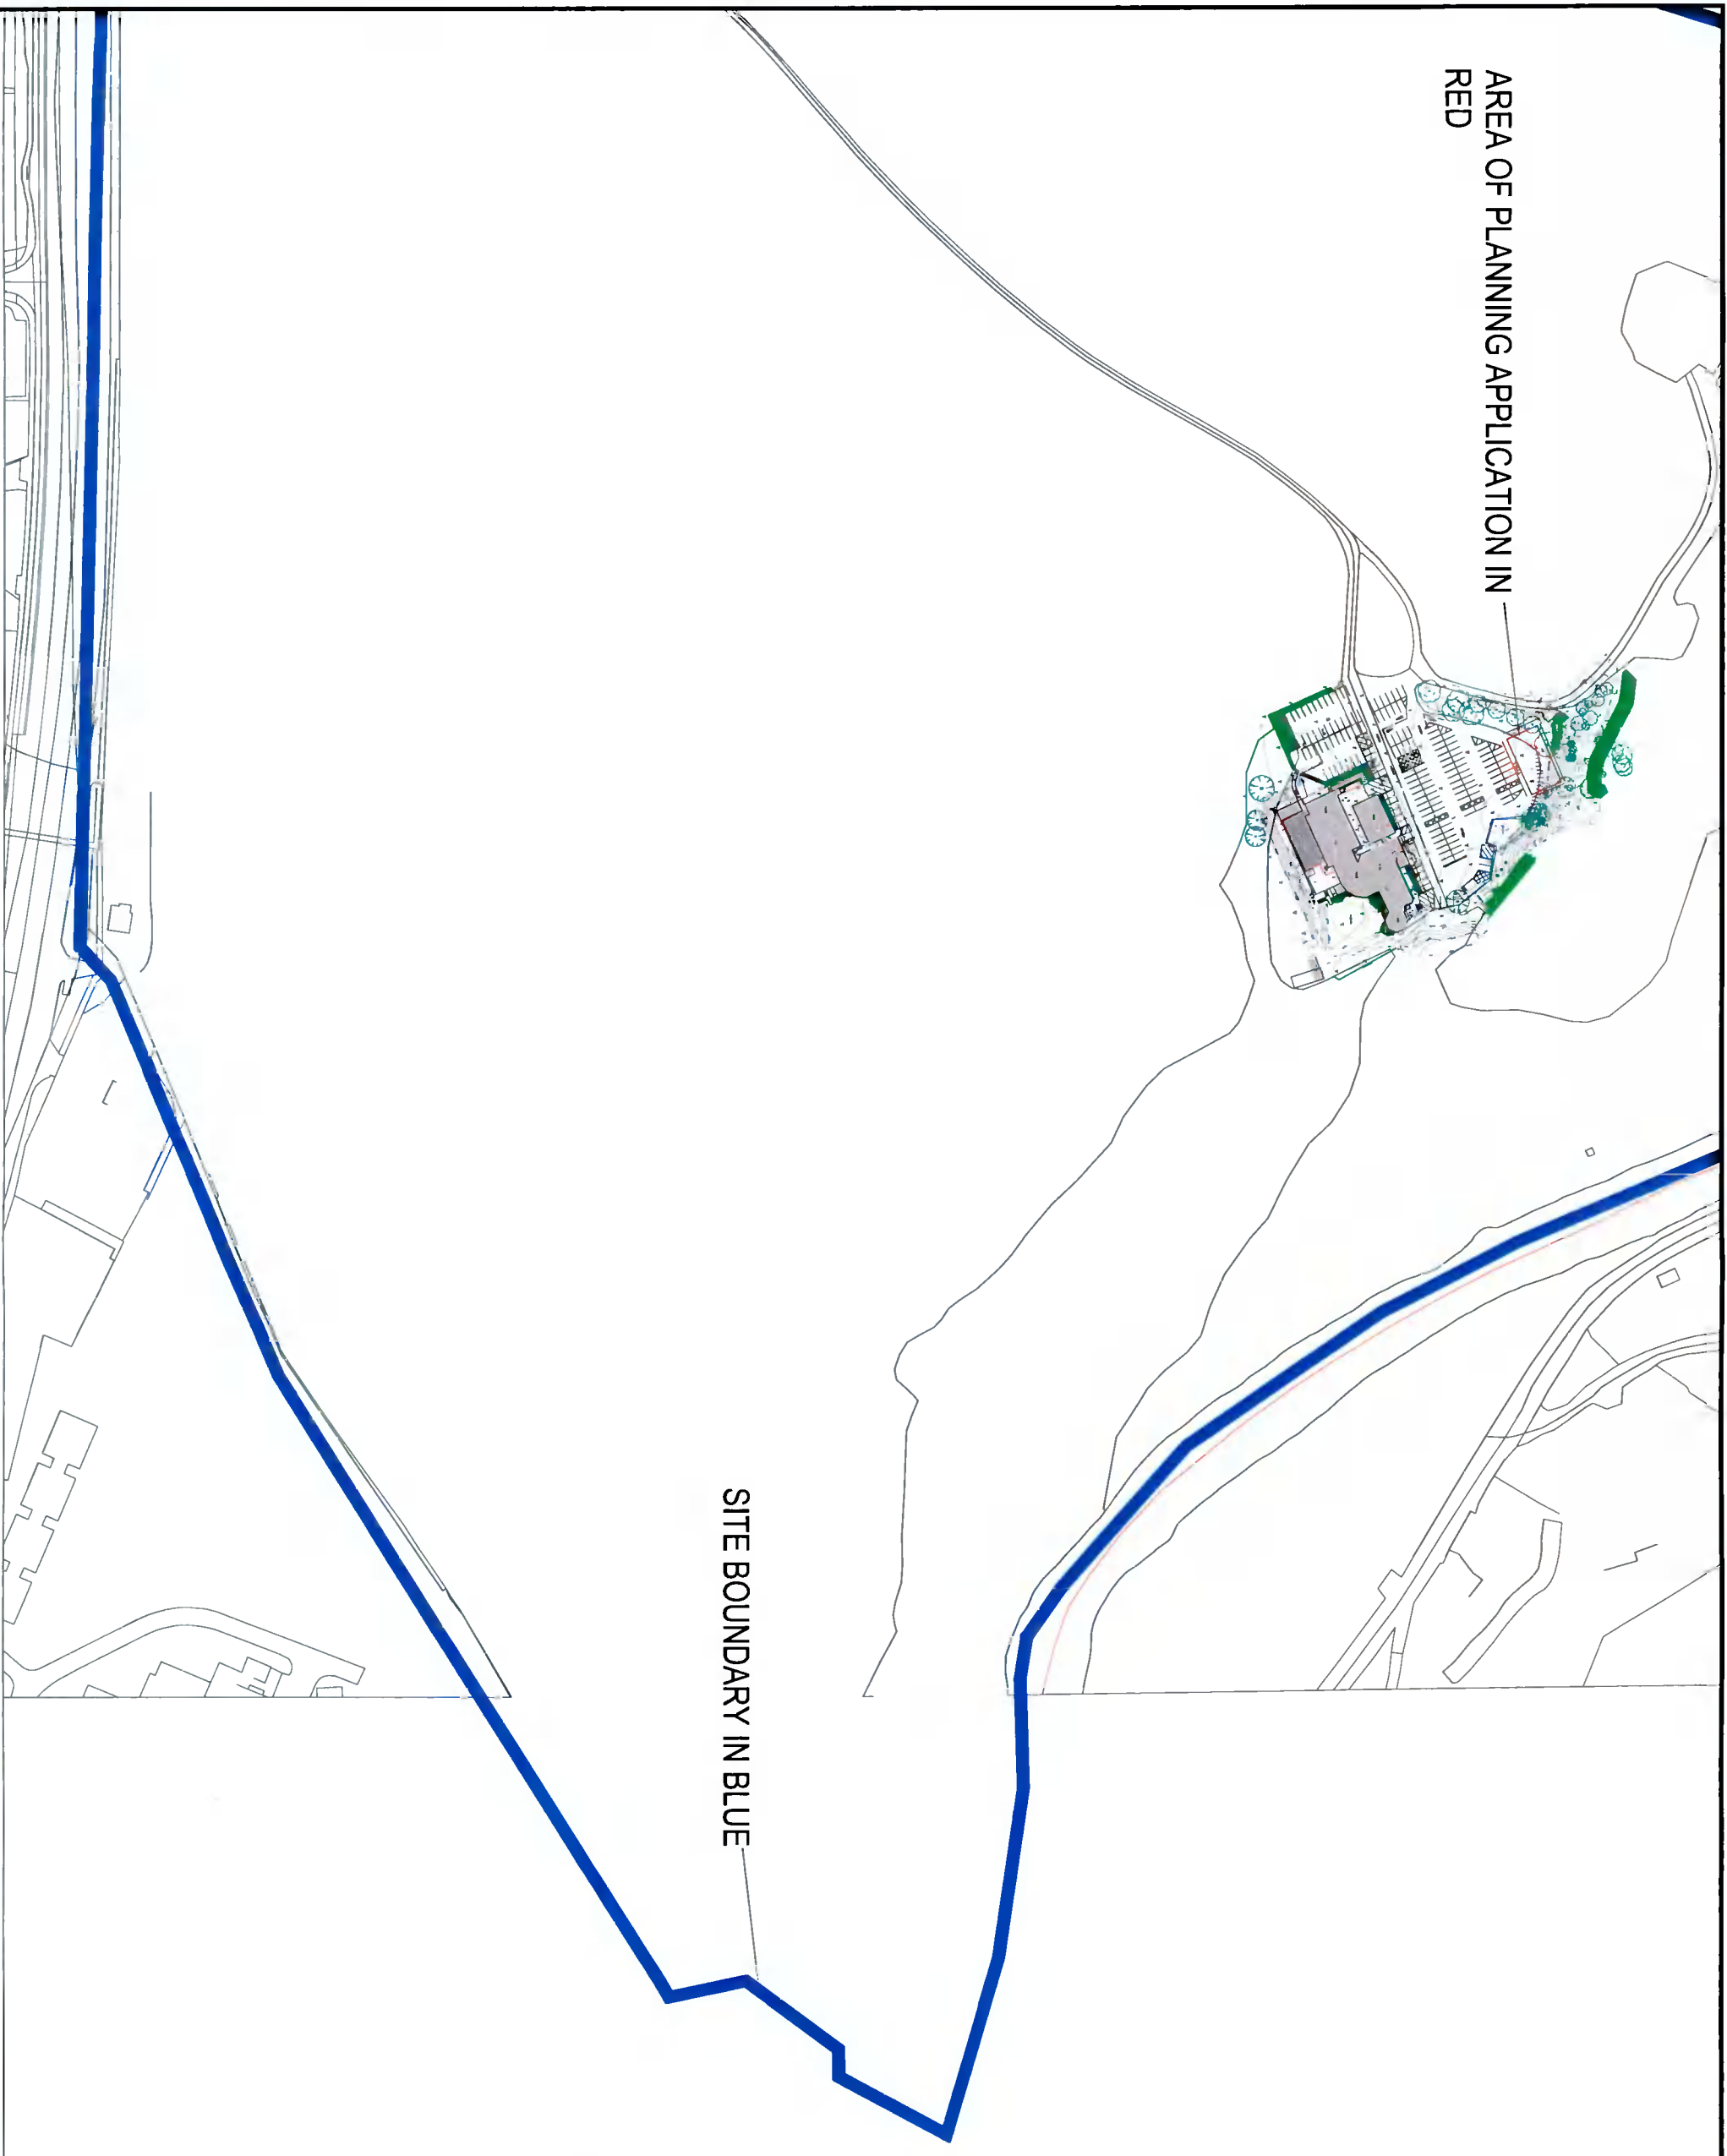 AREA OF PLANNING APPLICATION IN
RED
SITE BOUNDARY IN BLUE